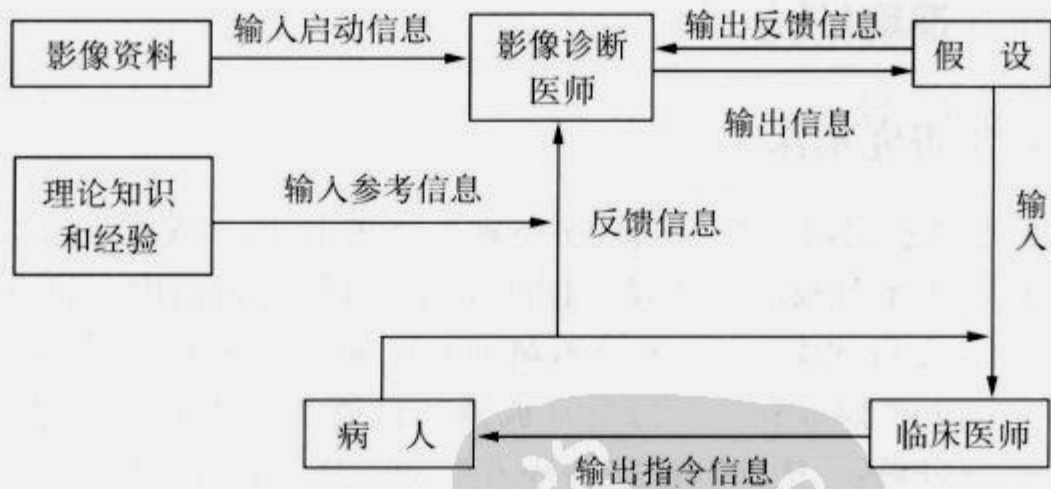 影像资料
输入启动信息
影像诊断
医师
输出反馈信息
假 设
输出信息
理论知识
和经验
输入参考信息
反馈信息
输
入
病 人
输出指令信息
临床医师